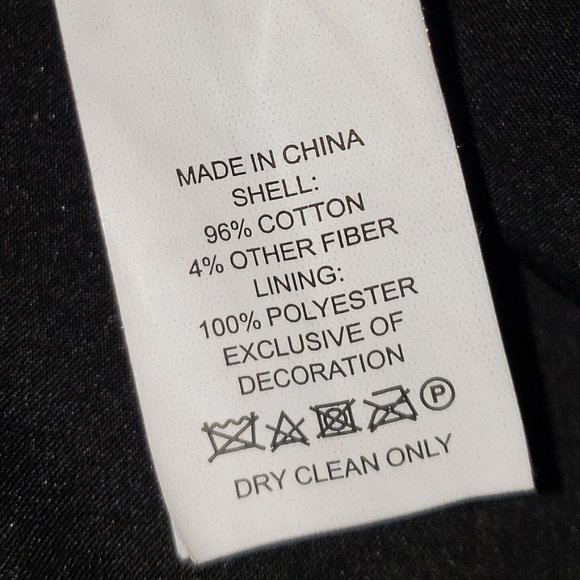 MADE IN CHINA
SHELL:
96% COTTON
4% OTHER FIBER
LINING:
100% POLYESTER
EXCLUSIVE OF
DECORATION
P
DRY CLEAN ONLY